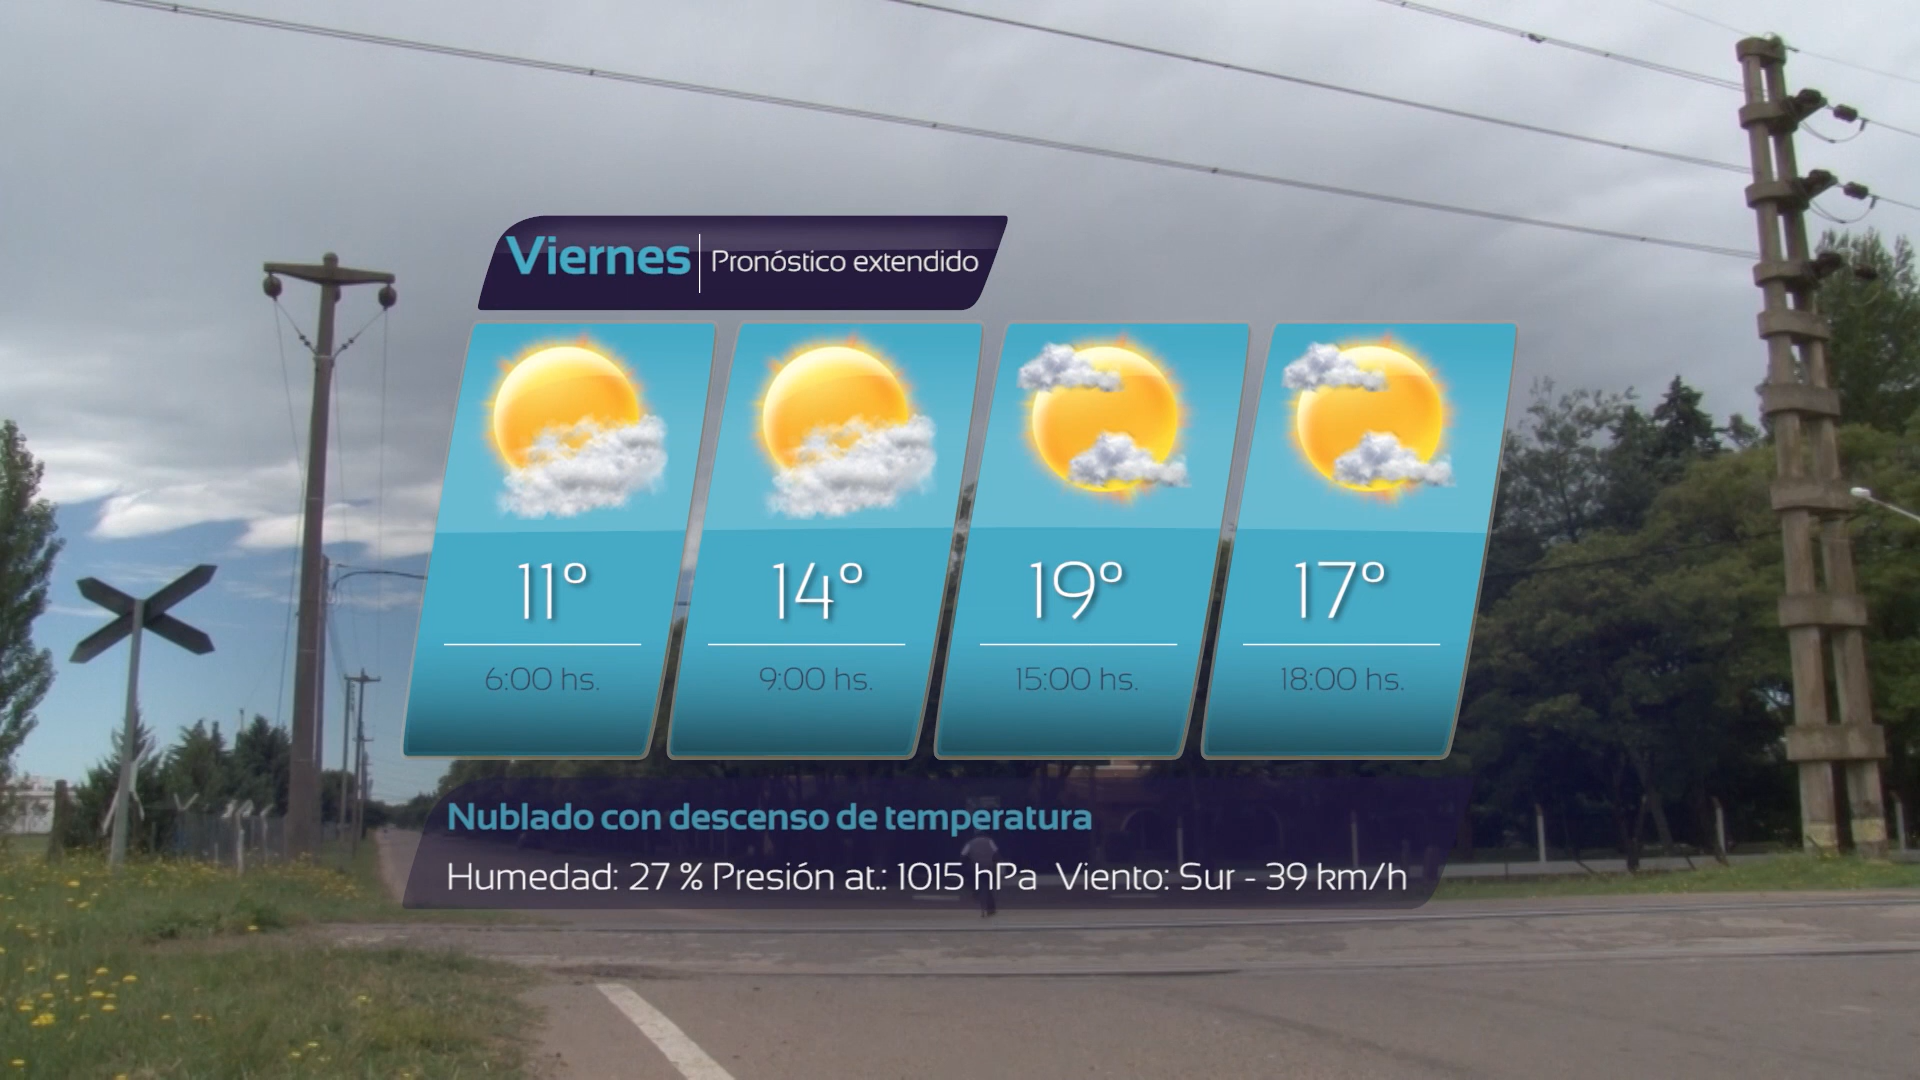 Viernes Pronóstico extendido
11° 14° 19° 17°
6:00 hs. 9:00 hs. 15:00 hs. 18:00 hs.
Nublado con descenso de temperatura
Humedad: 27 % Presión at.: 1015 hPa Viento: Sur - 39 km/h